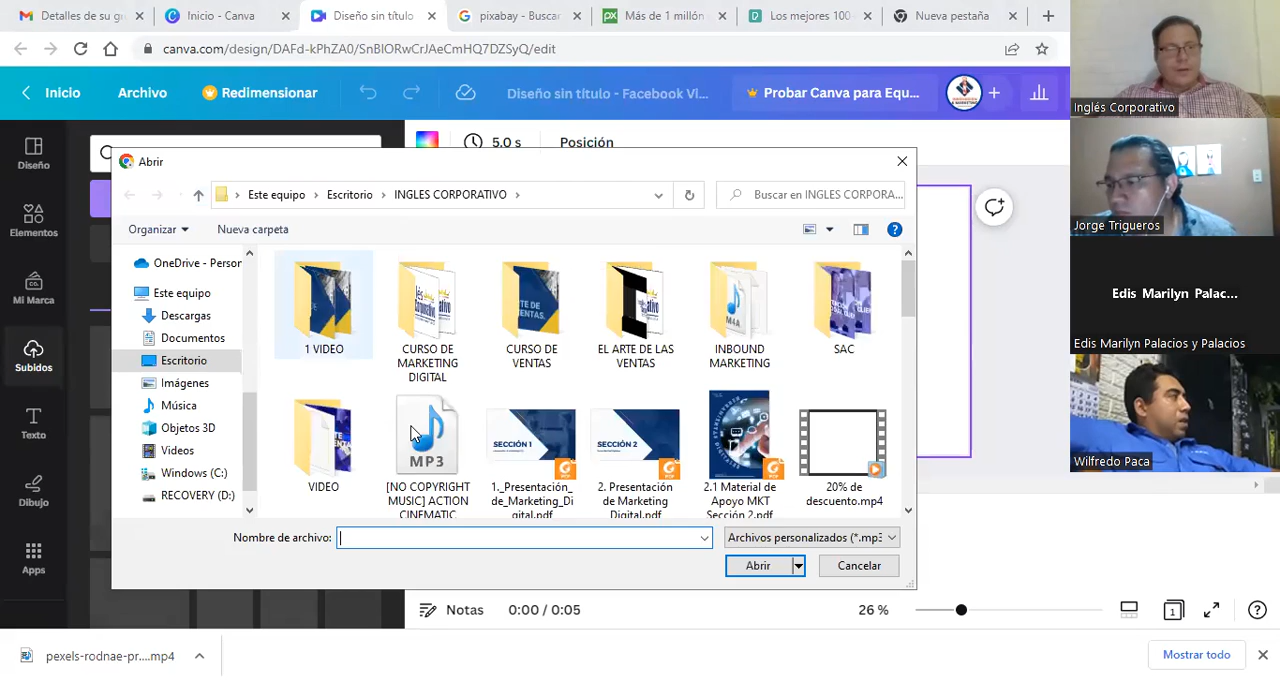 Detalles de su g
Inicio - Canva
Diseño sin título
pixabay - Buscar
Más de 1 millón
Los mejores 100
Nueva pestaña
canva.com/design/DAFd-kPhZA0/SnBlORWcrJAeCmHQ7DZSyQ/edit
Inicio
Archivo
Redimensionar
Diseño sin título - Facebook VI...
Probar Canva para Equ...
Inglés Corporativo
Diseño
Elementos
Mi Marca
Subidos
Texto
Dibujo
Apps
5.0 s
Posición
Abrir
Este equipo
Escritorio
INGLES CORPORATIVO
Buscar en INGLES CORPORA...
Organizar
Nueva carpeta
OneDrive - Person
Este equipo
Descargas
Documentos
Escritorio
Imágenes
Música
Objetos 3D
Videos
Windows (C:)
RECOVERY (D:)
1 VIDEO
CURSO DE
MARKETING
DIGITAL
CURSO DE
VENTAS
EL ARTE DE LAS
VENTAS
M4A
INBOUND
MARKETING
SAC
VIDEO
MP3
[NO COPYRIGHT
MUSIC] ACTION
CINEMATIC
SECCIÓN 1
1._Presentación_
de_Marketing_Di
gital.pdf
SECCIÓN 2
2. Presentación
de Marketing
Digital.pdf
2.1 Material de
Apoyo MKT
Sección 2.pdf
20% de
descuento.mp4
Nombre de archivo:
Archivos personalizados (*.mp3
Abrir
Cancelar
Jorge Trigueros
Edis Marilyn Palac...
Edis Marilyn Palacios y Palacios
Wilfredo Paca
Notas
0:00 / 0:05
26 %
1
pexels-rodnae-pr....mp4
Mostrar todo